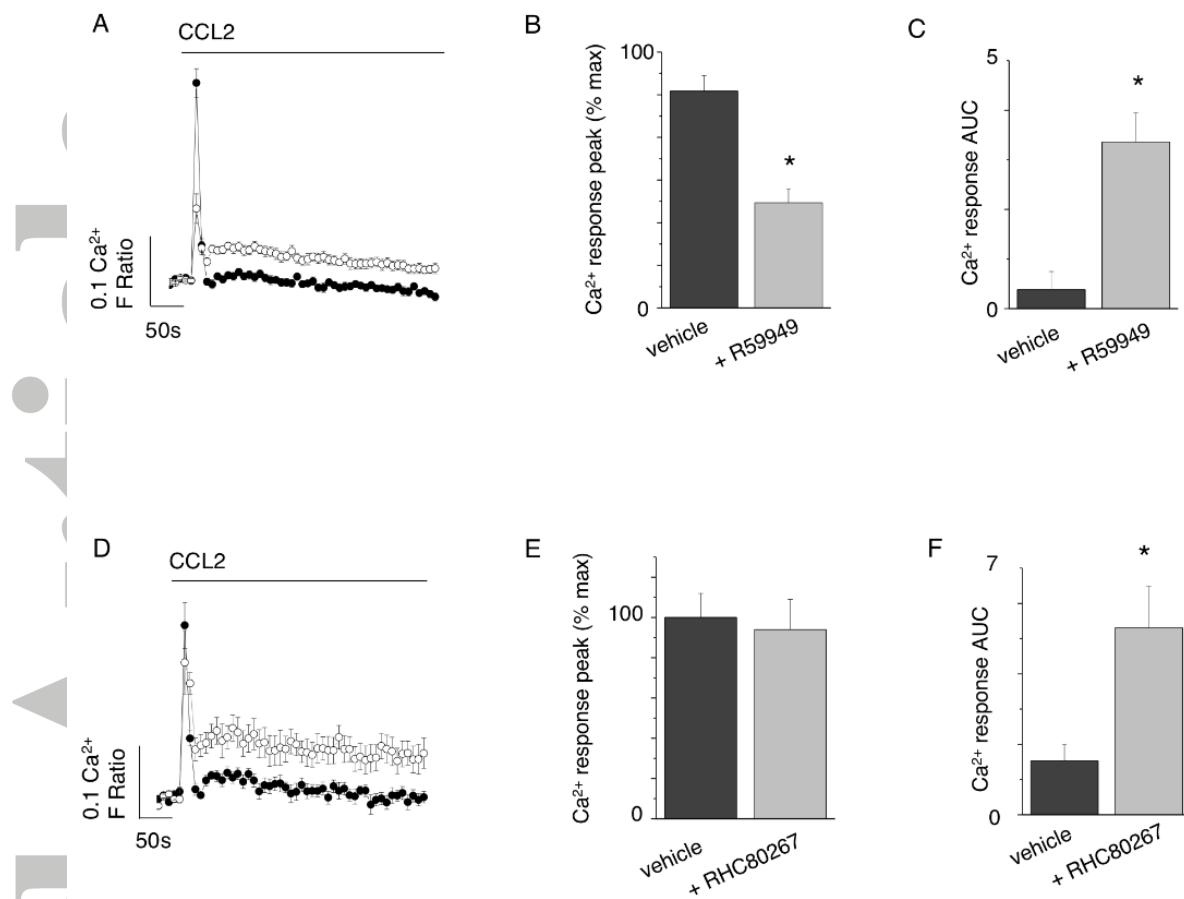 A
CCL2
0.1 Ca²⁺
F Ratio
50s
B
Ca²⁺ response peak (% max)
100
0
*
vehicle
+ R59949
C
Ca²⁺ response AUC
5
0
*
vehicle
+ R59949
D
CCL2
0.1 Ca²⁺
F Ratio
50s
E
Ca²⁺ response peak (% max)
100
0
vehicle
+ RHC80267
F
Ca²⁺ response AUC
7
0
*
vehicle
+ RHC80267